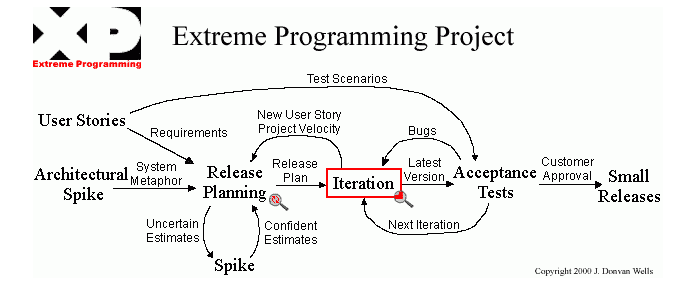 XP
Extreme Programming
Extreme Programming Project
Test Scenarios
User Stories
Requirements
New User Story
Project Velocity
Bugs
Architectural
Spike
System
Metaphor
Release
Planning
Release
Plan
Iteration
Latest
Version
Acceptance
Tests
Customer
Approval
Small
Releases
Uncertain
Estimates
Confident
Estimates
Next Iteration
Spike
Copyright 2000 J. Donvan Wells